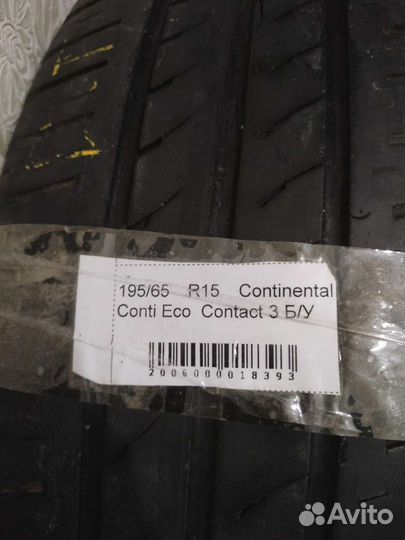 195/65 R15 Continental
Conti Eco Contact 3 Б/У
2006000018393
Avito